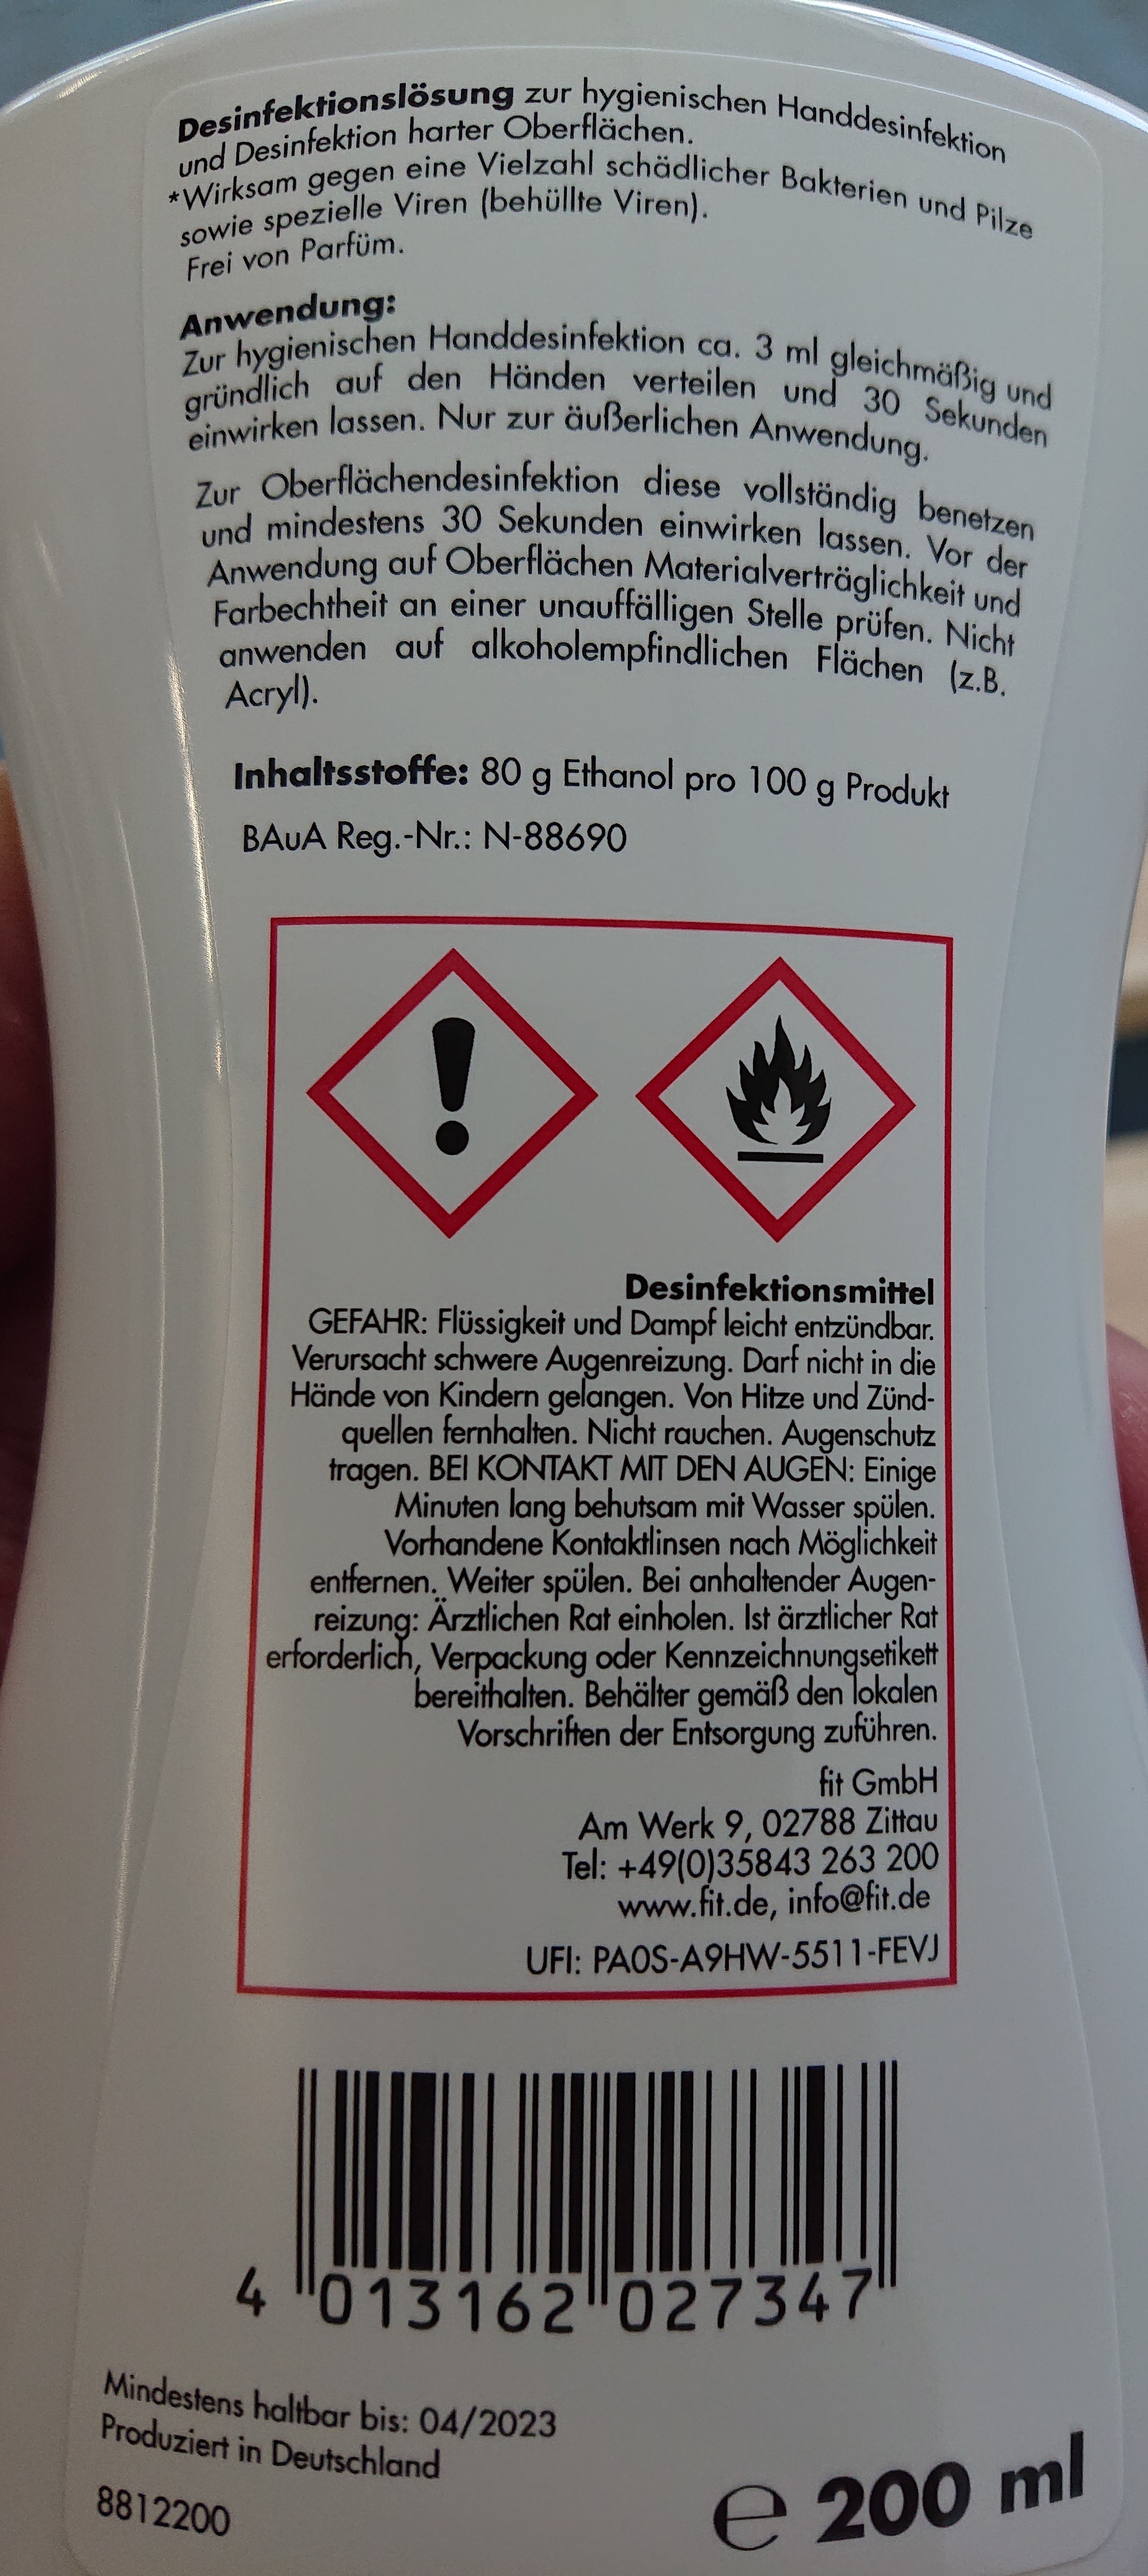 Desinfektionslösung zur hygienischen Handdesinfektion
und Desinfektion harter Oberflächen.
*Wirksam gegen eine Vielzahl schädlicher Bakterien und Pilze
sowie spezielle Viren (behüllte Viren).
Frei von Parfüm.
Anwendung:
Zur hygienischen Handdesinfektion ca. 3 ml gleichmäßig und
gründlich auf den Händen verteilen und 30 Sekunden
einwirken lassen. Nur zur äußerlichen Anwendung.
Zur Oberflächendesinfektion diese vollständig benetzen
und mindestens 30 Sekunden einwirken lassen. Vor der
Anwendung auf Oberflächen Materialverträglichkeit und
Farbechtheit an einer unauffälligen Stelle prüfen. Nicht
anwenden auf alkoholempfindlichen Flächen (z.B.
Acryl).
Inhaltsstoffe: 80 g Ethanol pro 100 g Produkt
BAuA Reg.-Nr.: N-88690
Desinfektionsmittel
GEFAHR: Flüssigkeit und Dampf leicht entzündbar.
Verursacht schwere Augenreizung. Darf nicht in die
Hände von Kindern gelangen. Von Hitze und Zünd-
quellen fernhalten. Nicht rauchen. Augenschutz
tragen. BEI KONTAKT MIT DEN AUGEN: Einige
Minuten lang behutsam mit Wasser spülen.
Vorhandene Kontaktlinsen nach Möglichkeit
entfernen. Weiter spülen. Bei anhaltender Augen-
reizung: Ärztlichen Rat einholen. Ist ärztlicher Rat
erforderlich, Verpackung oder Kennzeichnungsetikett
bereithalten. Behälter gemäß den lokalen
Vorschriften der Entsorgung zuführen.
fit GmbH
Am Werk 9, 02788 Zittau
Tel: +49(0)35843 263 200
www.fit.de, info@fit.de
UFI: PA0S-A9HW-5511-FEVJ
4 013162 027347
Mindestens haltbar bis: 04/2023
Produziert in Deutschland
8812200
℮ 200 ml